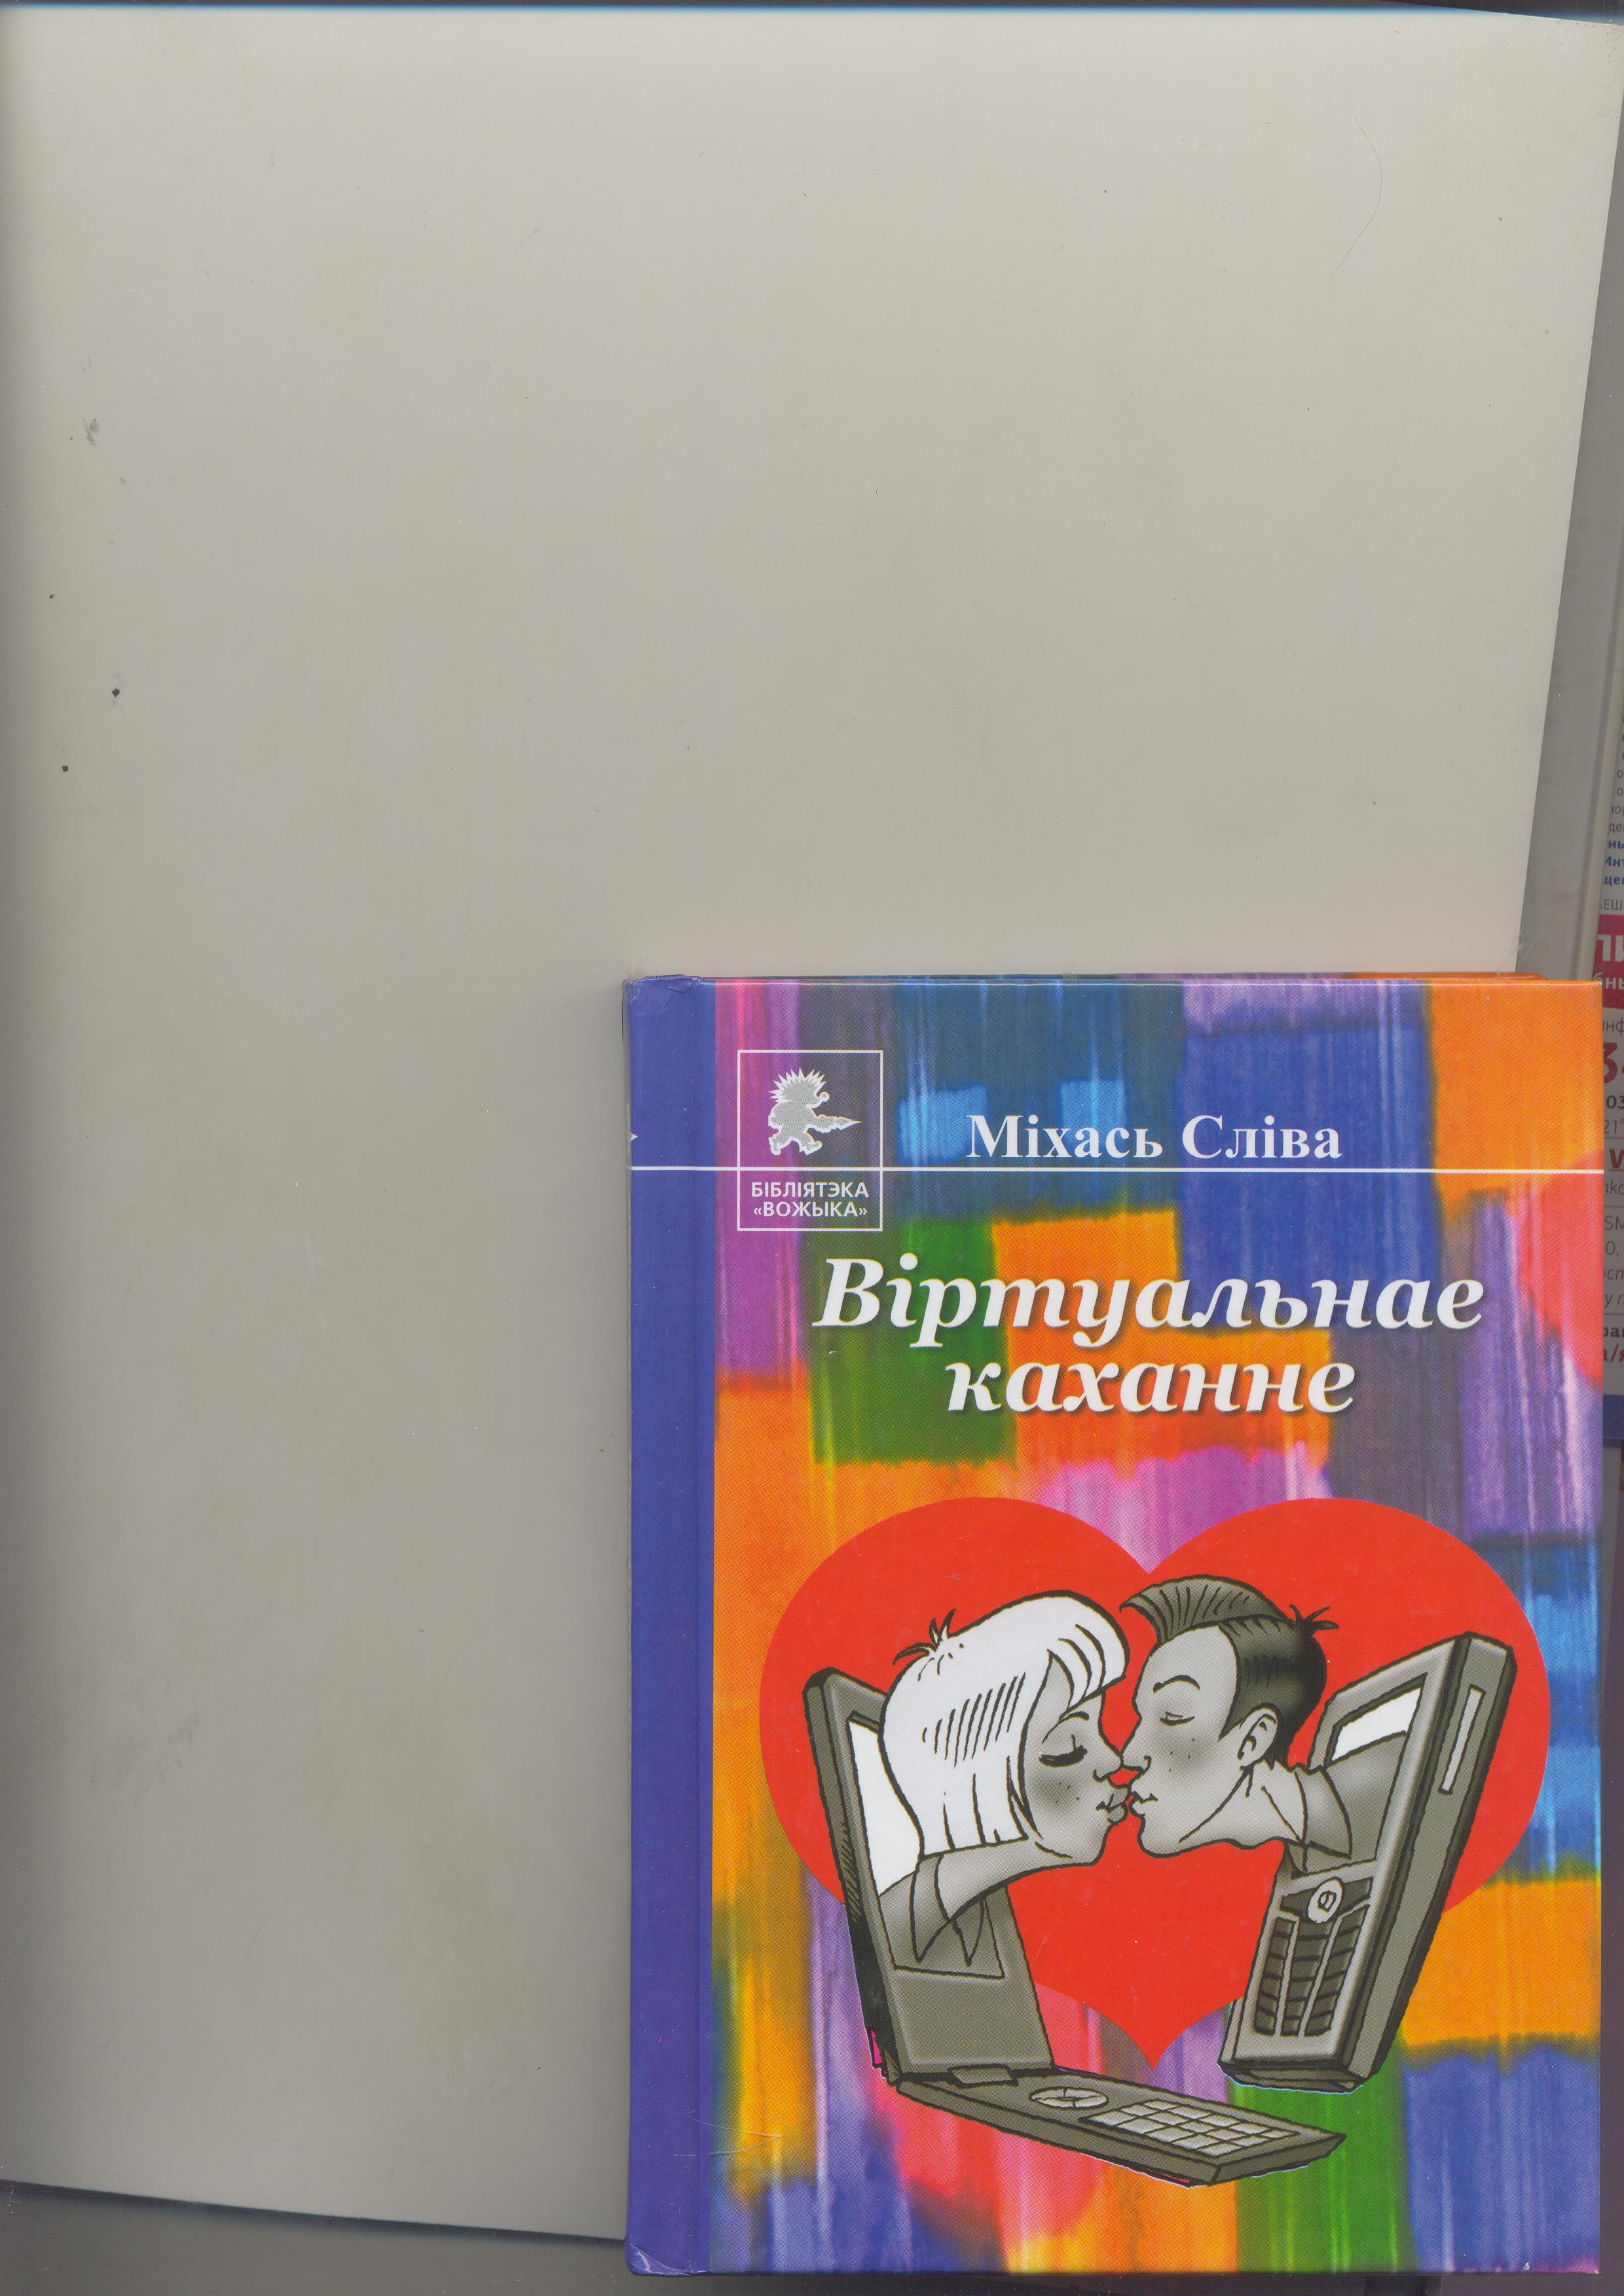 Міхась Сліва
БІБЛІЯТЭКА
«ВОЖЫКА»
Віртуальнае
каханне